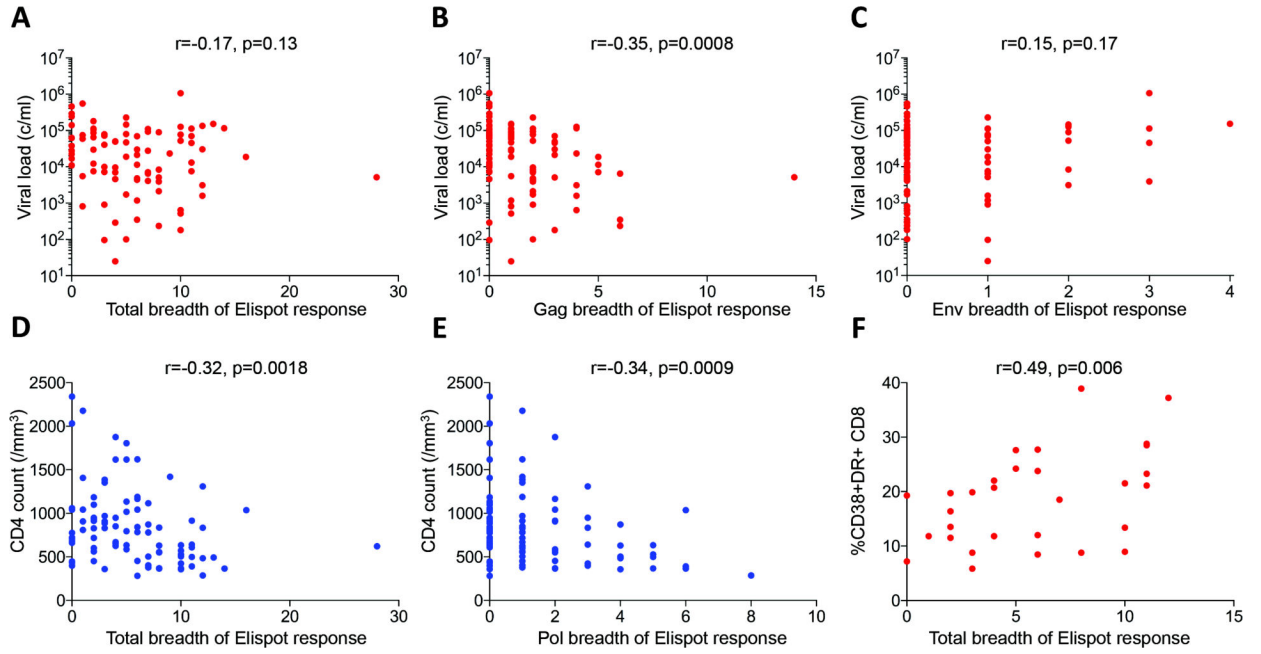 A
r=-0.17, p=0.13
Viral load (c/ml)
10⁷
10⁶
10⁵
10⁴
10³
10²
10¹
0
10
20
30
Total breadth of Elispot response
B
r=-0.35, p=0.0008
Viral load (c/ml)
10⁷
10⁶
10⁵
10⁴
10³
10²
10¹
0
5
10
15
Gag breadth of Elispot response
C
r=0.15, p=0.17
Viral load (c/ml)
10⁷
10⁶
10⁵
10⁴
10³
10²
10¹
0
1
2
3
4
Env breadth of Elispot response
D
r=-0.32, p=0.0018
CD4 count (/mm³)
2500
2000
1500
1000
500
0
0
10
20
30
Total breadth of Elispot response
E
r=-0.34, p=0.0009
CD4 count (/mm³)
2500
2000
1500
1000
500
0
0
2
4
6
8
10
Pol breadth of Elispot response
F
r=0.49, p=0.006
%CD38+DR+ CD8
40
30
20
10
0
0
5
10
15
Total breadth of Elispot response